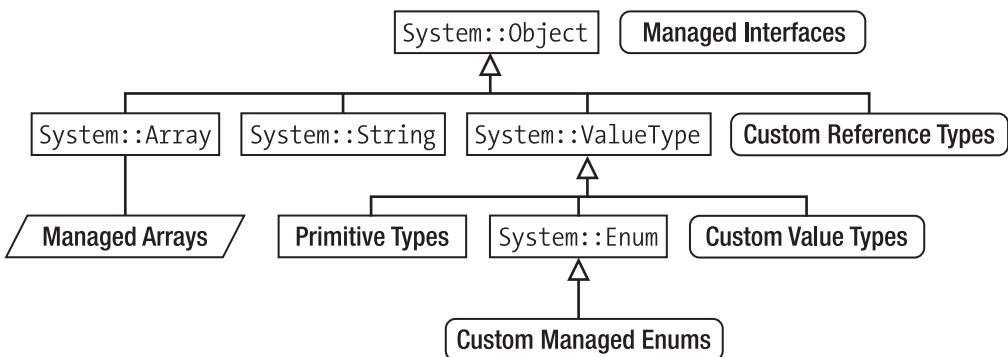 System::Object
Managed Interfaces
System::Array
System::String
System::ValueType
Custom Reference Types
Managed Arrays
Primitive Types
System::Enum
Custom Value Types
Custom Managed Enums